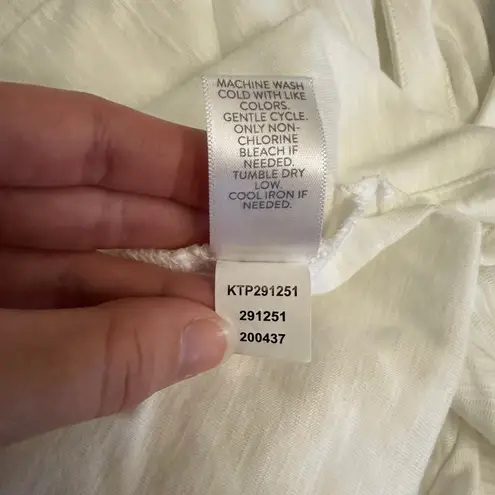 MACHINE WASH
COLD WITH LIKE
COLORS.
GENTLE CYCLE.
ONLY NON-
CHLORINE
BLEACH IF
NEEDED.
TUMBLE DRY
LOW.
COOL IRON IF
NEEDED.
KTP291251
291251
200437